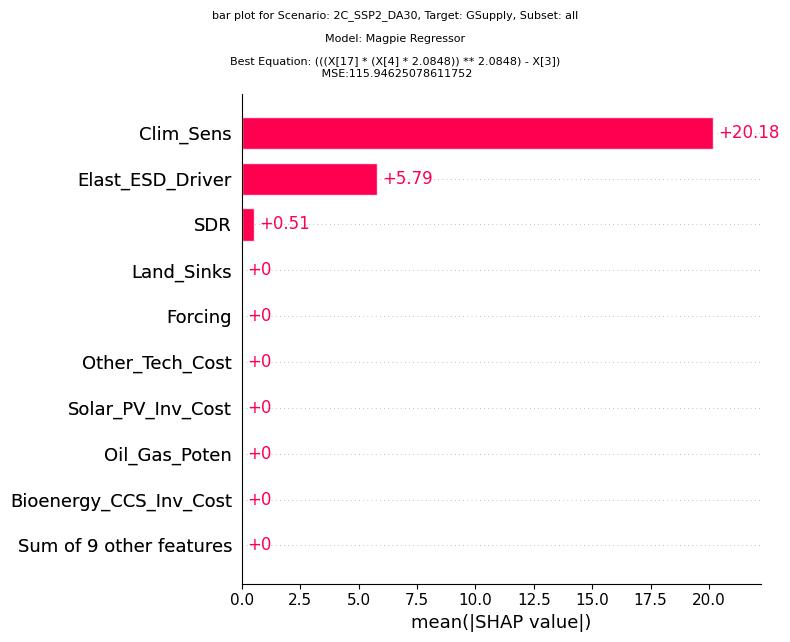 bar plot for Scenario: 2C_SSP2_DA30, Target: GSupply, Subset: all
Model: Magpie Regressor
Best Equation: (((X[17] * (X[4] * 2.0848)) ** 2.0848) - X[3])
MSE:115.94625078611752
Clim_Sens +20.18
Elast_ESD_Driver +5.79
SDR +0.51
Land_Sinks +0
Forcing +0
Other_Tech_Cost +0
Solar_PV_Inv_Cost +0
Oil_Gas_Poten +0
Bioenergy_CCS_Inv_Cost +0
Sum of 9 other features +0
0.0 2.5 5.0 7.5 10.0 12.5 15.0 17.5 20.0
mean(|SHAP value|)